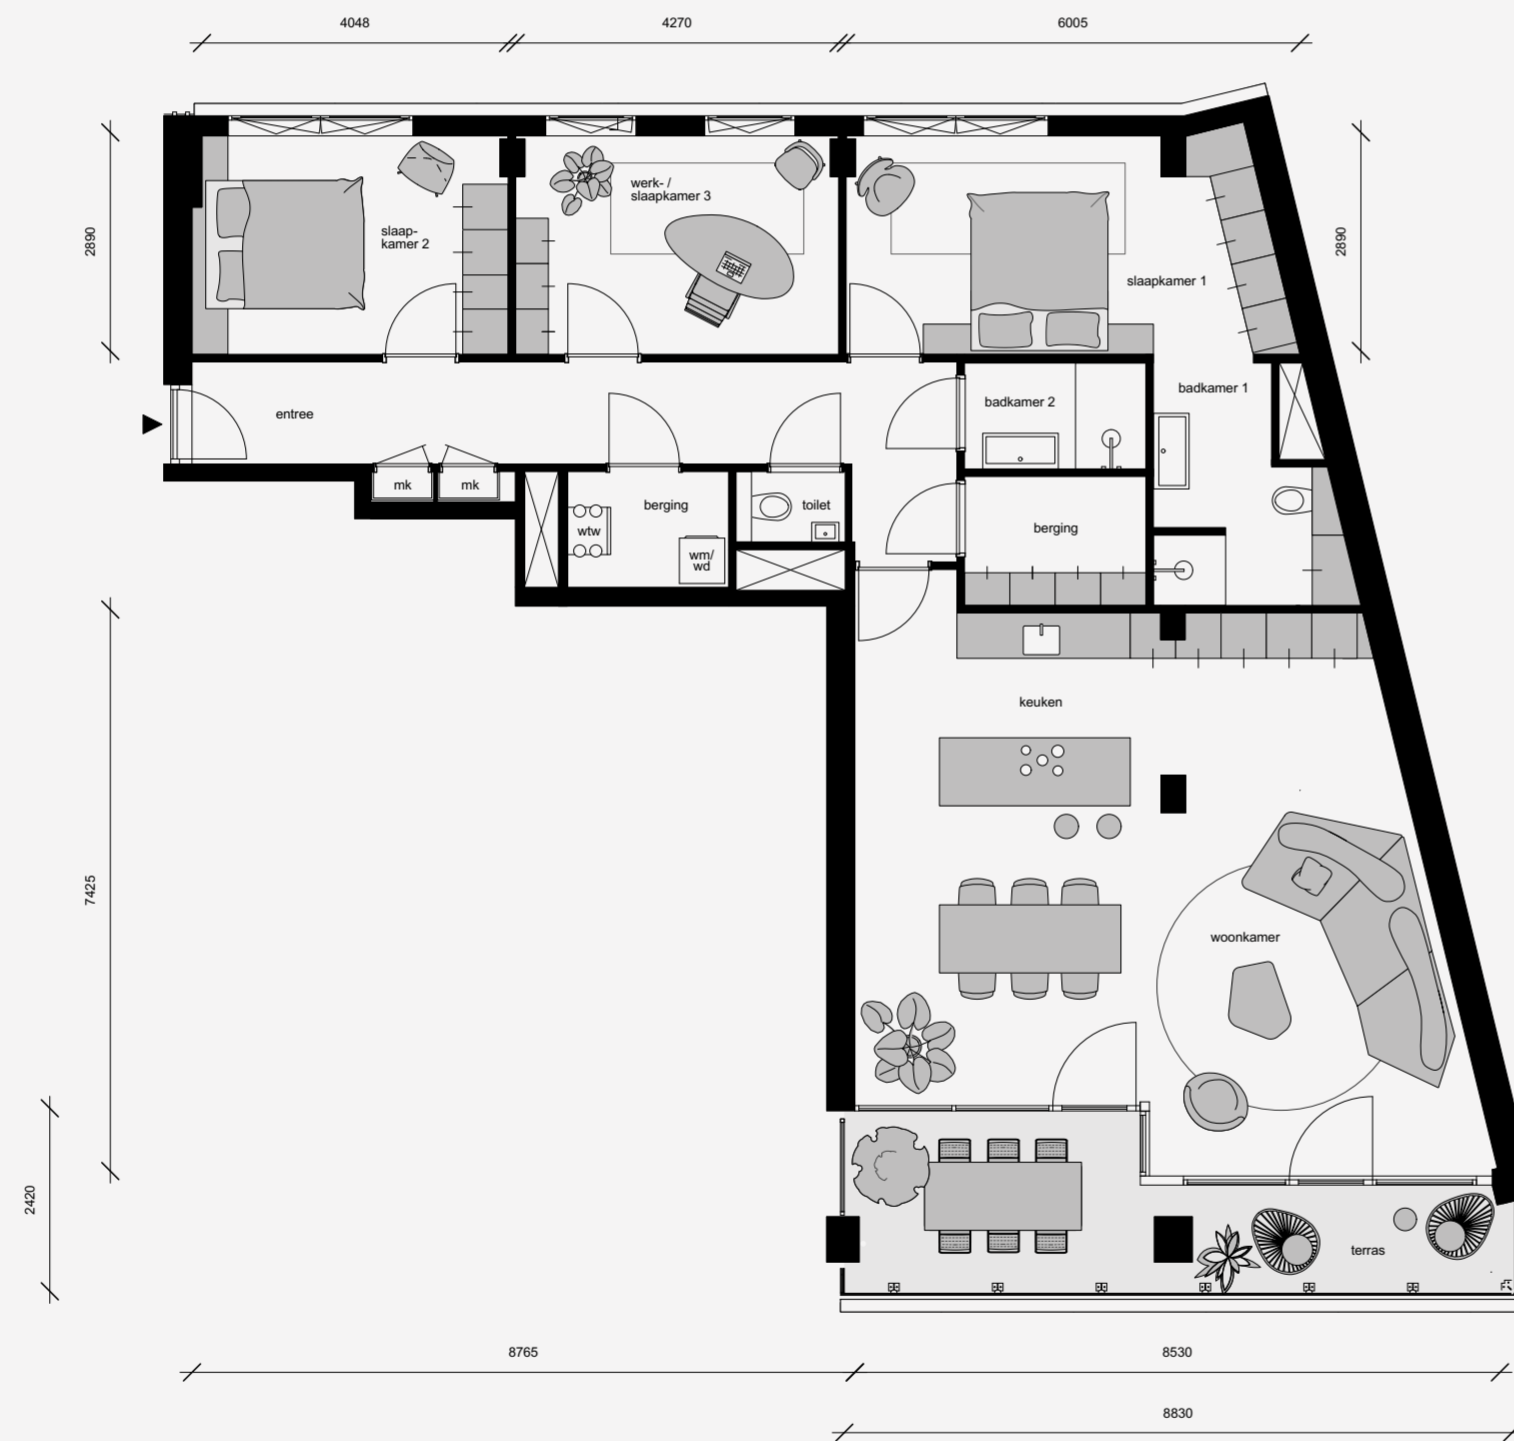 4048
4270
6005
2890
2890
werk- /
slaapkamer 3
slaap-
kamer 2
slaapkamer 1
badkamer 1
badkamer 2
entree
mk
mk
berging
toilet
wtw
wm/
wd
berging
keuken
7425
woonkamer
2420
terras
8765
8530
8830